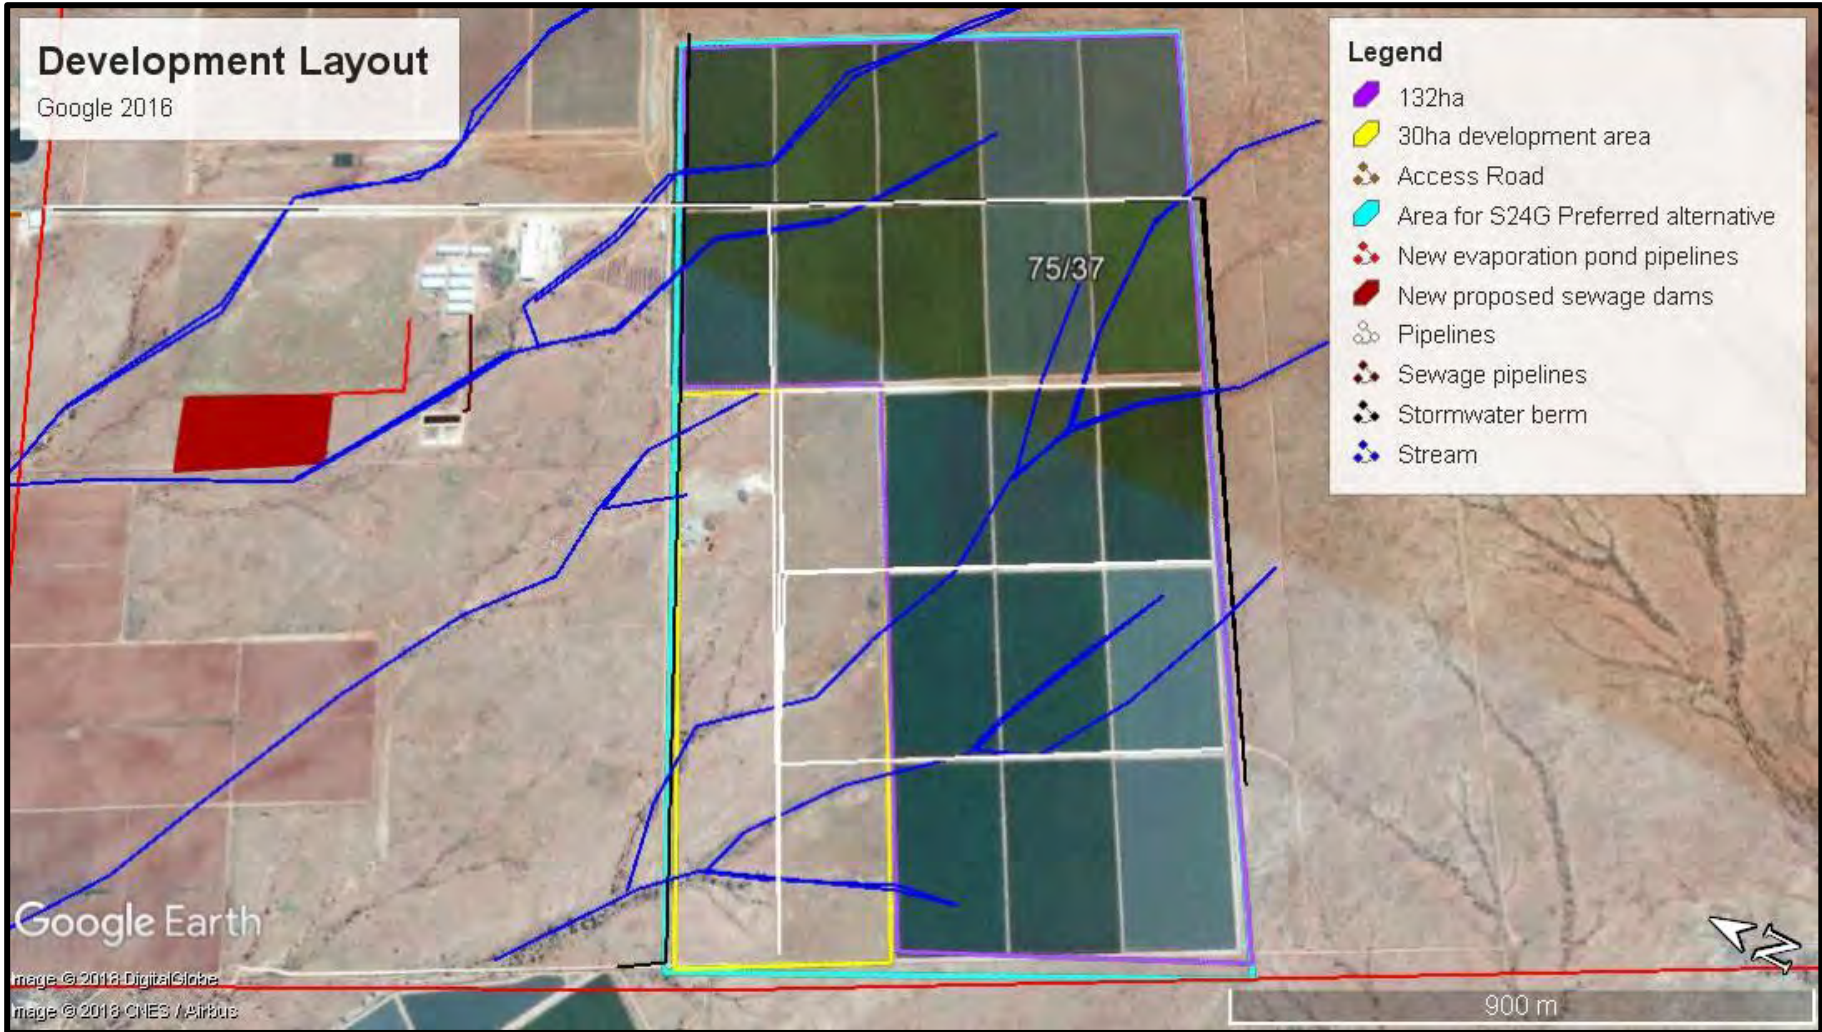 Development Layout
Google 2016
Legend
132ha
30ha development area
Access Road
Area for S24G Preferred alternative
New evaporation pond pipelines
New proposed sewage dams
Pipelines
Sewage pipelines
Stormwater berm
Stream
75/37
Google Earth
mage © 2018 DigitalGlobe
mage © 2018 CNES / Airbus
N
900 m